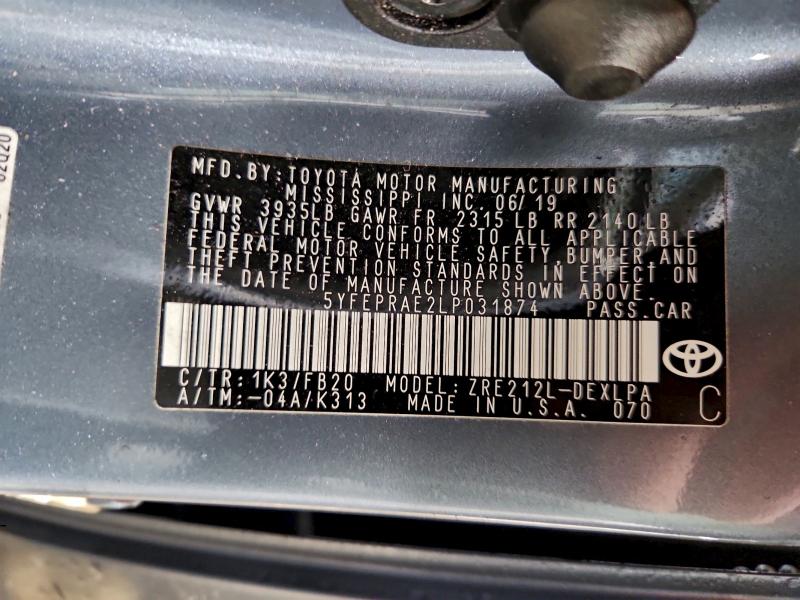 MFD. BY: TOYOTA MOTOR MANUFACTURING
MISSISSIPPI INC. 06/19
GVWR 3935LB GAWR FR 2315 LB RR 2140 LB
THIS VEHICLE CONFORMS TO ALL APPLICABLE
FEDERAL MOTOR VEHICLE SAFETY, BUMPER AND
THEFT PREVENTION STANDARDS IN EFFECT ON
THE DATE OF MANUFACTURE SHOWN ABOVE.
5YFEPRAE2LP031874 PASS. CAR
C/TR: 1K3/FB20 MODEL: ZRE212L-DEXLPA
A/TM: -04A/K313 MADE IN U.S.A. 070
C